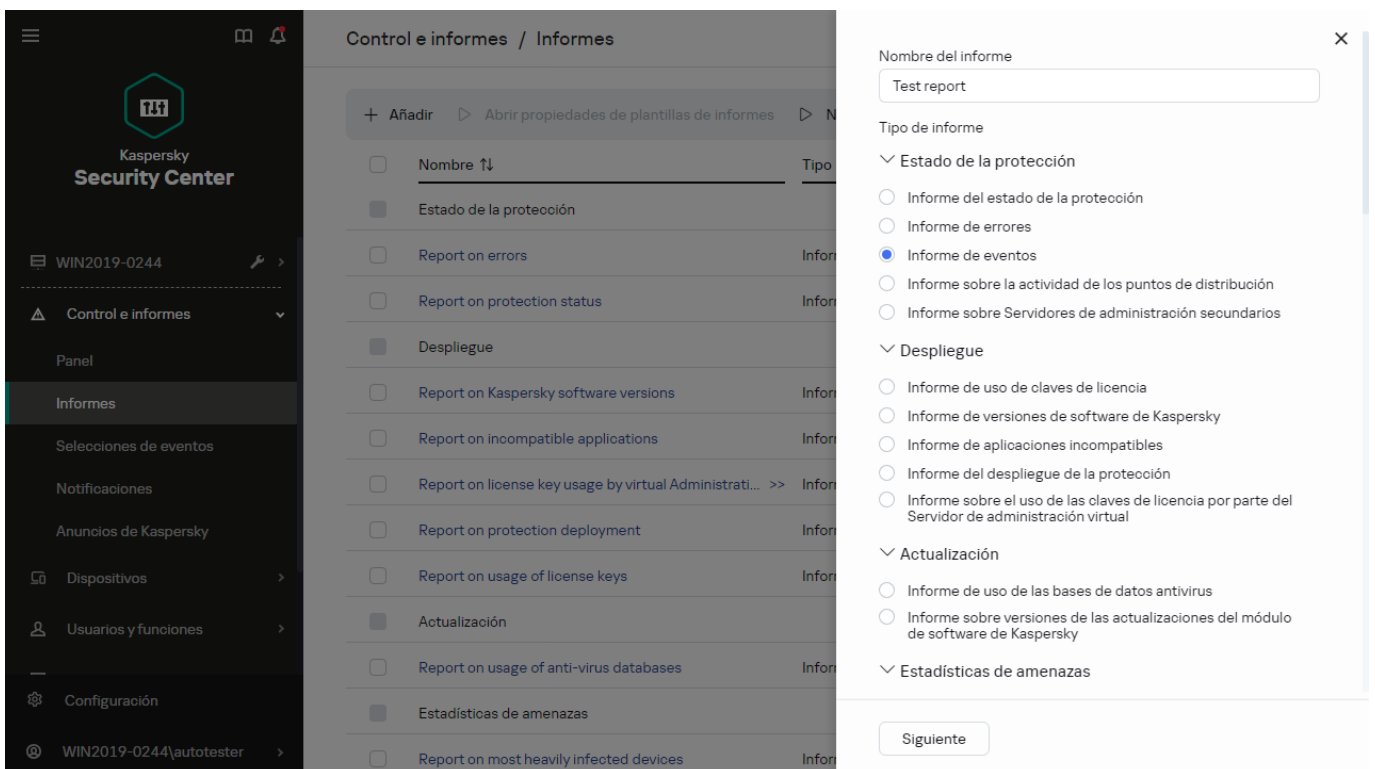 Kaspersky
Security Center
WIN2019-0244
Control e informes
Panel
Informes
Selecciones de eventos
Notificaciones
Anuncios de Kaspersky
Dispositivos
Usuarios y funciones
Configuración
WIN2019-0244\autotester
Control e informes / Informes
+ Añadir Abrir propiedades de plantillas de informes N
Nombre Tipo
Estado de la protección
Report on errors Infor
Report on protection status Infor
Despliegue
Report on Kaspersky software versions Infor
Report on incompatible applications Infor
Report on license key usage by virtual Administrati... >> Infor
Report on protection deployment Infor
Report on usage of license keys Infor
Actualización
Report on usage of anti-virus databases Infor
Estadísticas de amenazas
Report on most heavily infected devices Infor
Nombre del informe
Test report
Tipo de informe
Estado de la protección
Informe del estado de la protección
Informe de errores
Informe de eventos
Informe sobre la actividad de los puntos de distribución
Informe sobre Servidores de administración secundarios
Despliegue
Informe de uso de claves de licencia
Informe de versiones de software de Kaspersky
Informe de aplicaciones incompatibles
Informe del despliegue de la protección
Informe sobre el uso de las claves de licencia por parte del
Servidor de administración virtual
Actualización
Informe de uso de las bases de datos antivirus
Informe sobre versiones de las actualizaciones del módulo
de software de Kaspersky
Estadísticas de amenazas
Siguiente